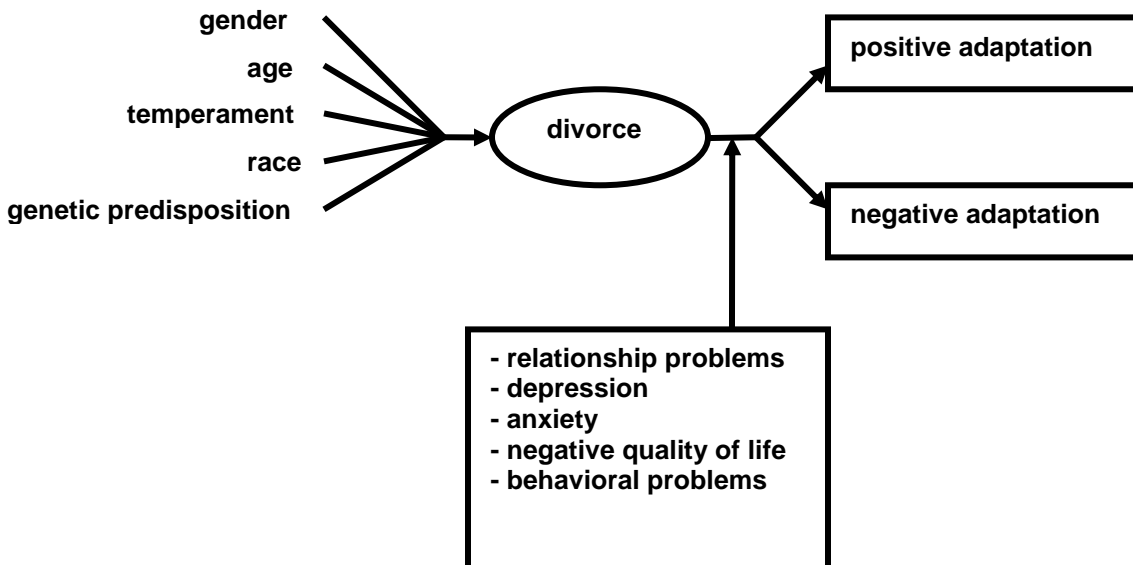 gender
age
temperament
race
genetic predisposition
divorce
positive adaptation
negative adaptation
- relationship problems
- depression
- anxiety
- negative quality of life
- behavioral problems